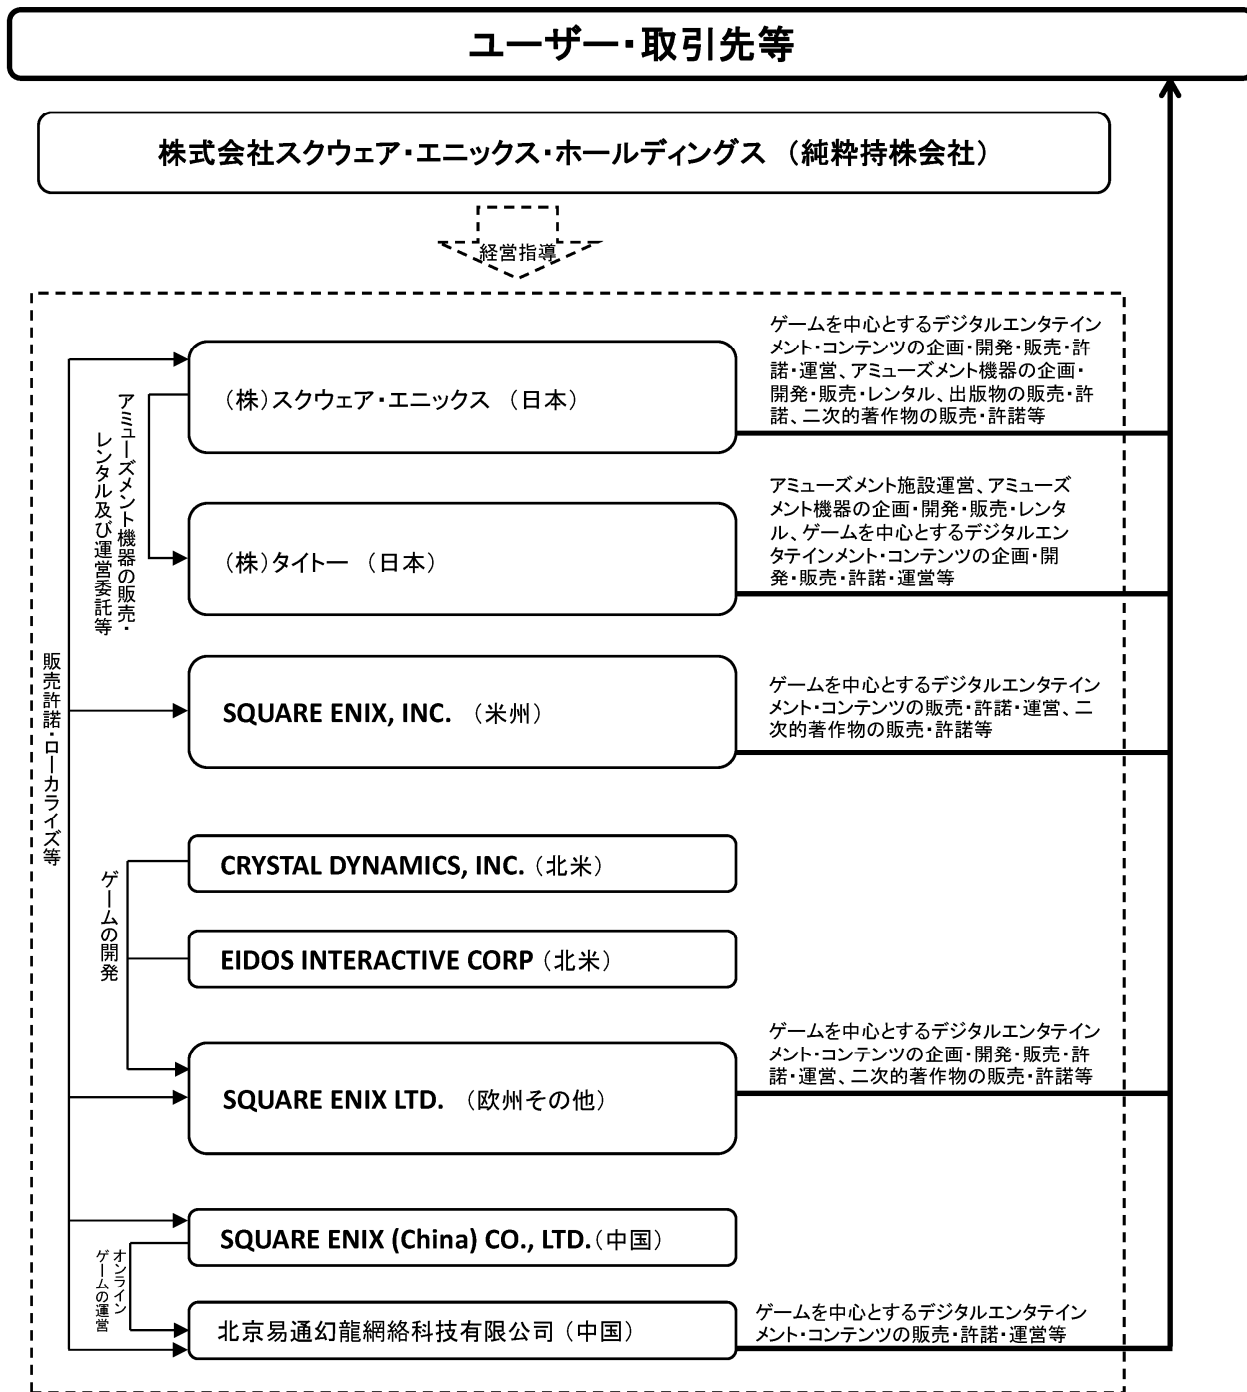 ユーザー・取引先等
株式会社スクウェア・エニックス・ホールディングス （純粋持株会社）
経営指導
ゲームを中心とするデジタルエンタテイン
メント・コンテンツの企画・開発・販売・許
諾・運営、アミューズメント機器の企画・
開発・販売・レンタル、出版物の販売・許
諾、二次的著作物の販売・許諾等
（株）スクウェア・エニックス （日本）
アミューズメント機器の販売・
レンタル及び運営委託等
アミューズメント施設運営、アミューズ
メント機器の企画・開発・販売・レンタ
ル、ゲームを中心とするデジタルエン
タテインメント・コンテンツの企画・開
発・販売・許諾・運営等
（株）タイトー （日本）
販売許諾・ローカライズ等
SQUARE ENIX, INC. （米州）
ゲームを中心とするデジタルエンタテイン
メント・コンテンツの販売・許諾・運営、二
次的著作物の販売・許諾等
CRYSTAL DYNAMICS, INC.（北米）
ゲームの開発
EIDOS INTERACTIVE CORP（北米）
ゲームを中心とするデジタルエンタテイン
メント・コンテンツの企画・開発・販売・許
諾・運営、二次的著作物の販売・許諾等
SQUARE ENIX LTD. （欧州その他）
SQUARE ENIX (China) CO., LTD.（中国）
オンライン
ゲームの運営
北京易通幻龍網絡科技有限公司（中国）
ゲームを中心とするデジタルエンタテイン
メント・コンテンツの販売・許諾・運営等